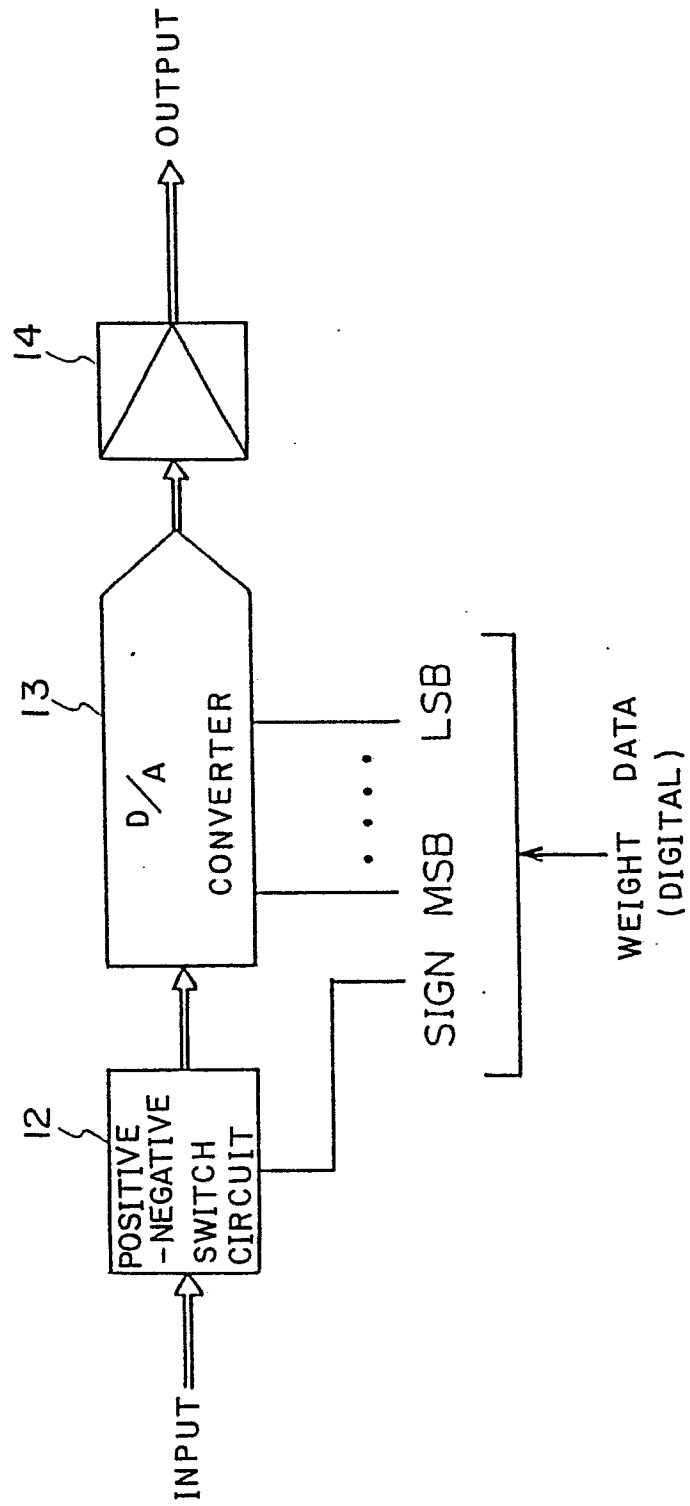 INPUT
12
POSITIVE
-NEGATIVE
SWITCH
CIRCUIT
13
D/A
CONVERTER
14
OUTPUT
SIGN MSB . . . . LSB
WEIGHT DATA
(DIGITAL)